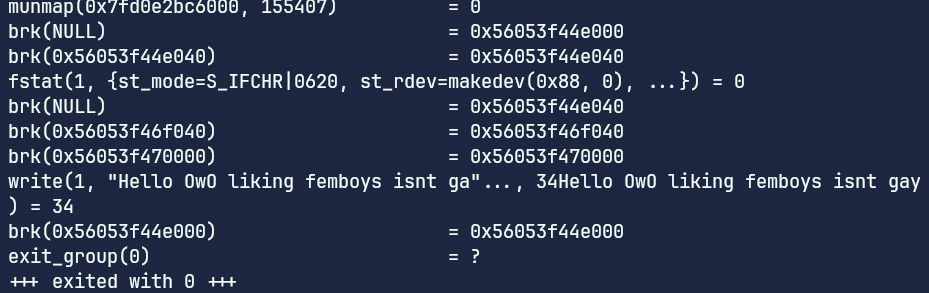 munmap(0x7fd0e2bc6000, 155407) = 0
brk(NULL) = 0x56053f44e000
brk(0x56053f44e040) = 0x56053f44e040
fstat(1, {st_mode=S_IFCHR|0620, st_rdev=makedev(0x88, 0), ...}) = 0
brk(NULL) = 0x56053f44e040
brk(0x56053f46f040) = 0x56053f46f040
brk(0x56053f470000) = 0x56053f470000
write(1, "Hello OwO liking femboys isnt ga"..., 34Hello OwO liking femboys isnt gay
) = 34
brk(0x56053f44e000) = 0x56053f44e000
exit_group(0) = ?
+++ exited with 0 +++